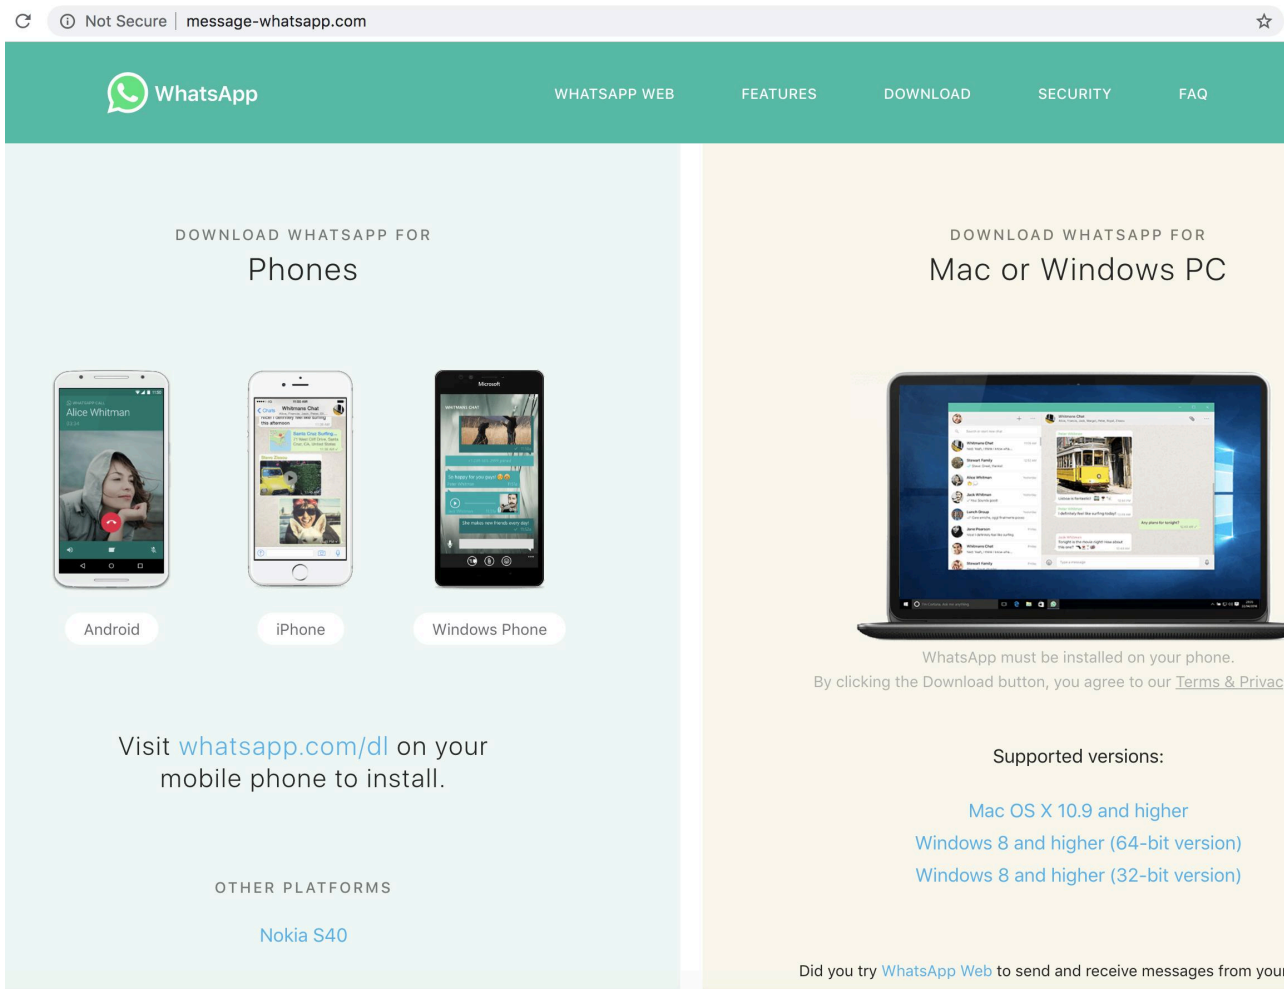 Not Secure | message-whatsapp.com
WhatsApp
WHATSAPP WEB
FEATURES
DOWNLOAD
SECURITY
FAQ
DOWNLOAD WHATSAPP FOR
Phones
Alice Whitman
Microsoft
Android
iPhone
Windows Phone
Visit whatsapp.com/dl on your
mobile phone to install.
OTHER PLATFORMS
Nokia S40
DOWNLOAD WHATSAPP FOR
Mac or Windows PC
WhatsApp must be installed on your phone.
By clicking the Download button, you agree to our Terms & Privac
Supported versions:
Mac OS X 10.9 and higher
Windows 8 and higher (64-bit version)
Windows 8 and higher (32-bit version)
Did you try WhatsApp Web to send and receive messages from your